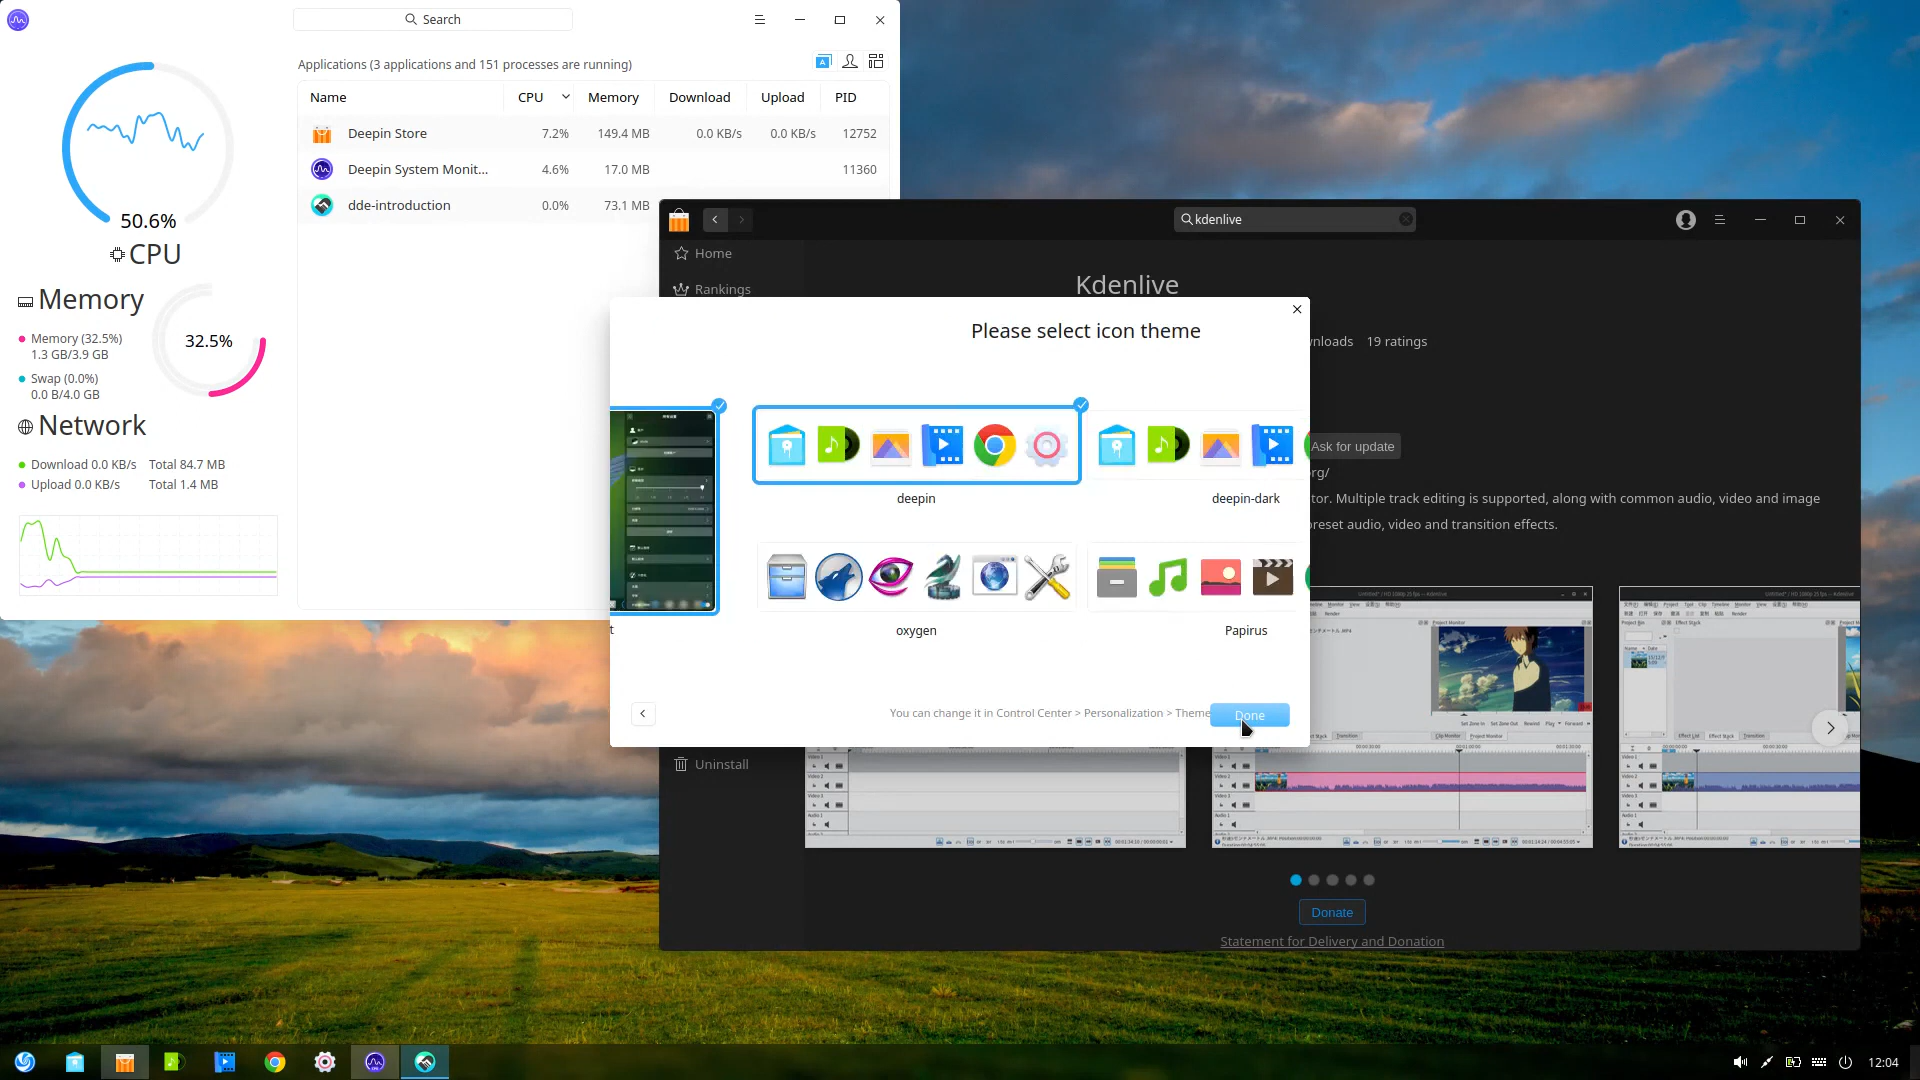 Search
Applications (3 applications and 151 processes are running)
Name CPU Memory Download Upload PID
Deepin Store 7.2% 149.4 MB 0.0 KB/s 0.0 KB/s 12752
Deepin System Monit... 4.6% 17.0 MB 11360
dde-introduction 0.0% 73.1 MB
50.6%
CPU
Memory
32.5%
Memory (32.5%)
1.3 GB/3.9 GB
Swap (0.0%)
0.0 B/4.0 GB
Network
Download 0.0 KB/s Total 84.7 MB
Upload 0.0 KB/s Total 1.4 MB
kdenlive
Home
Rankings
Kdenlive
nloads 19 ratings
Ask for update
rg/
tor. Multiple track editing is supported, along with common audio, video and image
preset audio, video and transition effects.
Please select icon theme
deepin
deepin-dark
t
oxygen
Papirus
You can change it in Control Center > Personalization > Theme
Done
Uninstall
Donate
Statement for Delivery and Donation
12:04